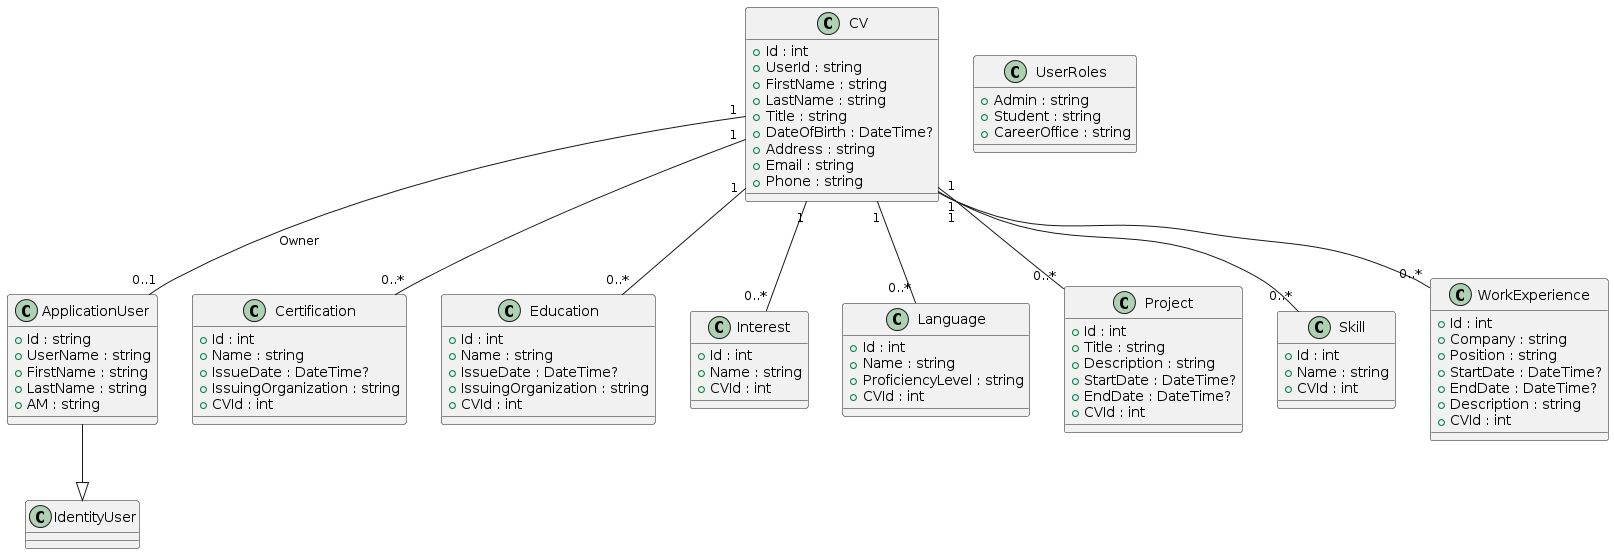 C CV
Id : int
UserId : string
FirstName : string
LastName : string
Title : string
DateOfBirth : DateTime?
Address : string
Email : string
Phone : string
C UserRoles
Admin : string
Student : string
CareerOffice : string
1
1
1
1
1
1
1
1
Owner
0..1
0..*
0..*
0..*
0..*
0..*
0..*
0..*
C ApplicationUser
Id : string
UserName : string
FirstName : string
LastName : string
AM : string
C Certification
Id : int
Name : string
IssueDate : DateTime?
IssuingOrganization : string
CVId : int
C Education
Id : int
Name : string
IssueDate : DateTime?
IssuingOrganization : string
CVId : int
C Interest
Id : int
Name : string
CVId : int
C Language
Id : int
Name : string
ProficiencyLevel : string
CVId : int
C Project
Id : int
Title : string
Description : string
StartDate : DateTime?
EndDate : DateTime?
CVId : int
C Skill
Id : int
Name : string
CVId : int
C WorkExperience
Id : int
Company : string
Position : string
StartDate : DateTime?
EndDate : DateTime?
Description : string
CVId : int
C IdentityUser